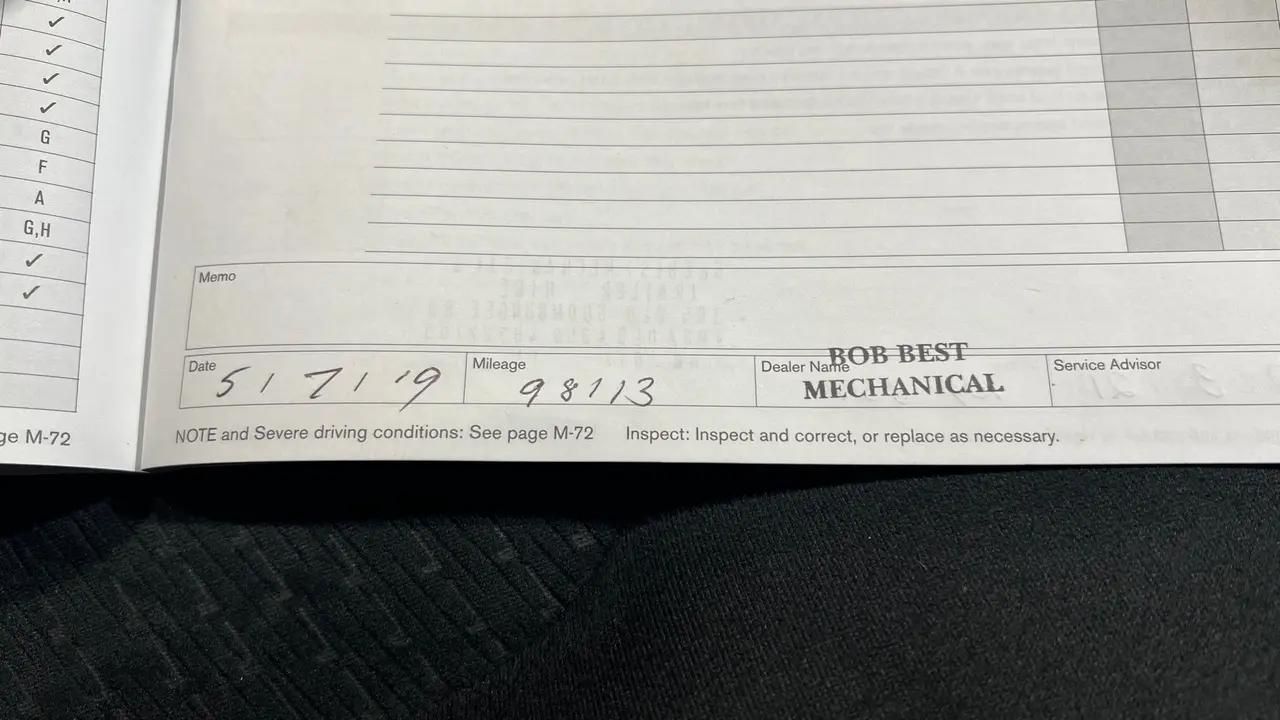 ✓
✓
✓
✓
G
F
A
G,H
✓
✓
ge M-72
Memo
Date 5/7/19
Mileage 98113
Dealer Name BOB BEST
MECHANICAL
Service Advisor
NOTE and Severe driving conditions: See page M-72 Inspect: Inspect and correct, or replace as necessary.